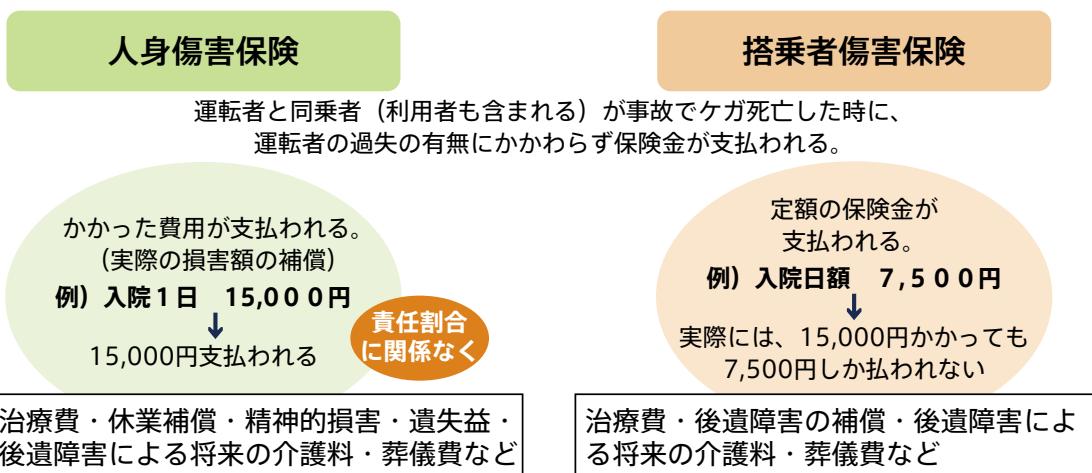 人身傷害保険
搭乗者傷害保険
運転者と同乗者（利用者も含まれる）が事故でケガ死亡した時に、
運転者の過失の有無にかかわらず保険金が支払われる。
かかった費用が支払われる。
（実際の損害額の補償）
例）入院１日　15,０００円
↓
15,000円支払われる
責任割合
に関係なく
治療費・休業補償・精神的損害・遺失益・
後遺障害による将来の介護料・葬儀費など
定額の保険金が
支払われる。
例）入院日額　７,５００円
↓
実際には、15,000円かかっても
7,500円しか払われない
治療費・後遺障害の補償・後遺障害によ
る将来の介護料・葬儀費など